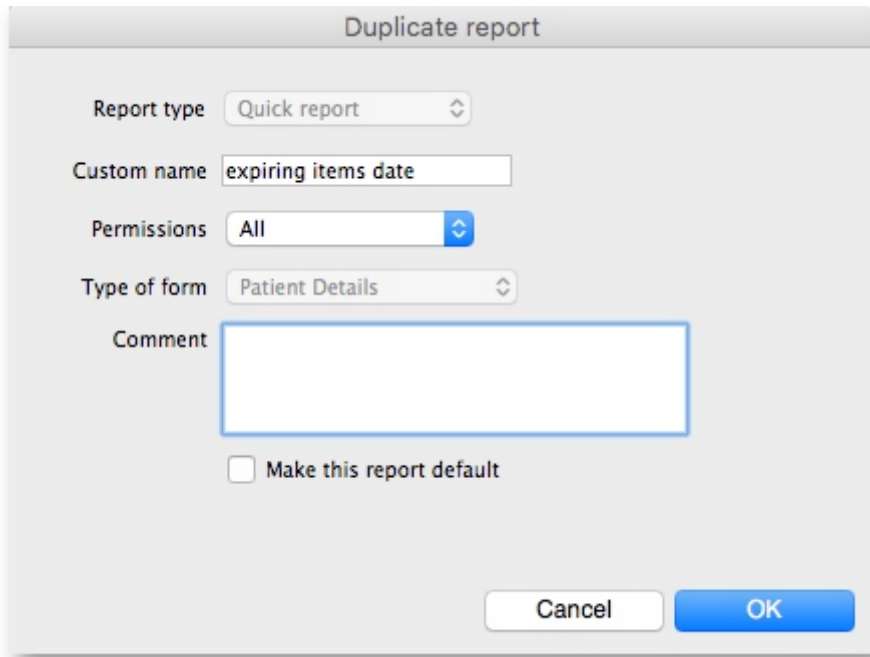 Duplicate report
Report type Quick report
Custom name expiring items date
Permissions All
Type of form Patient Details
Comment
Make this report default
Cancel OK